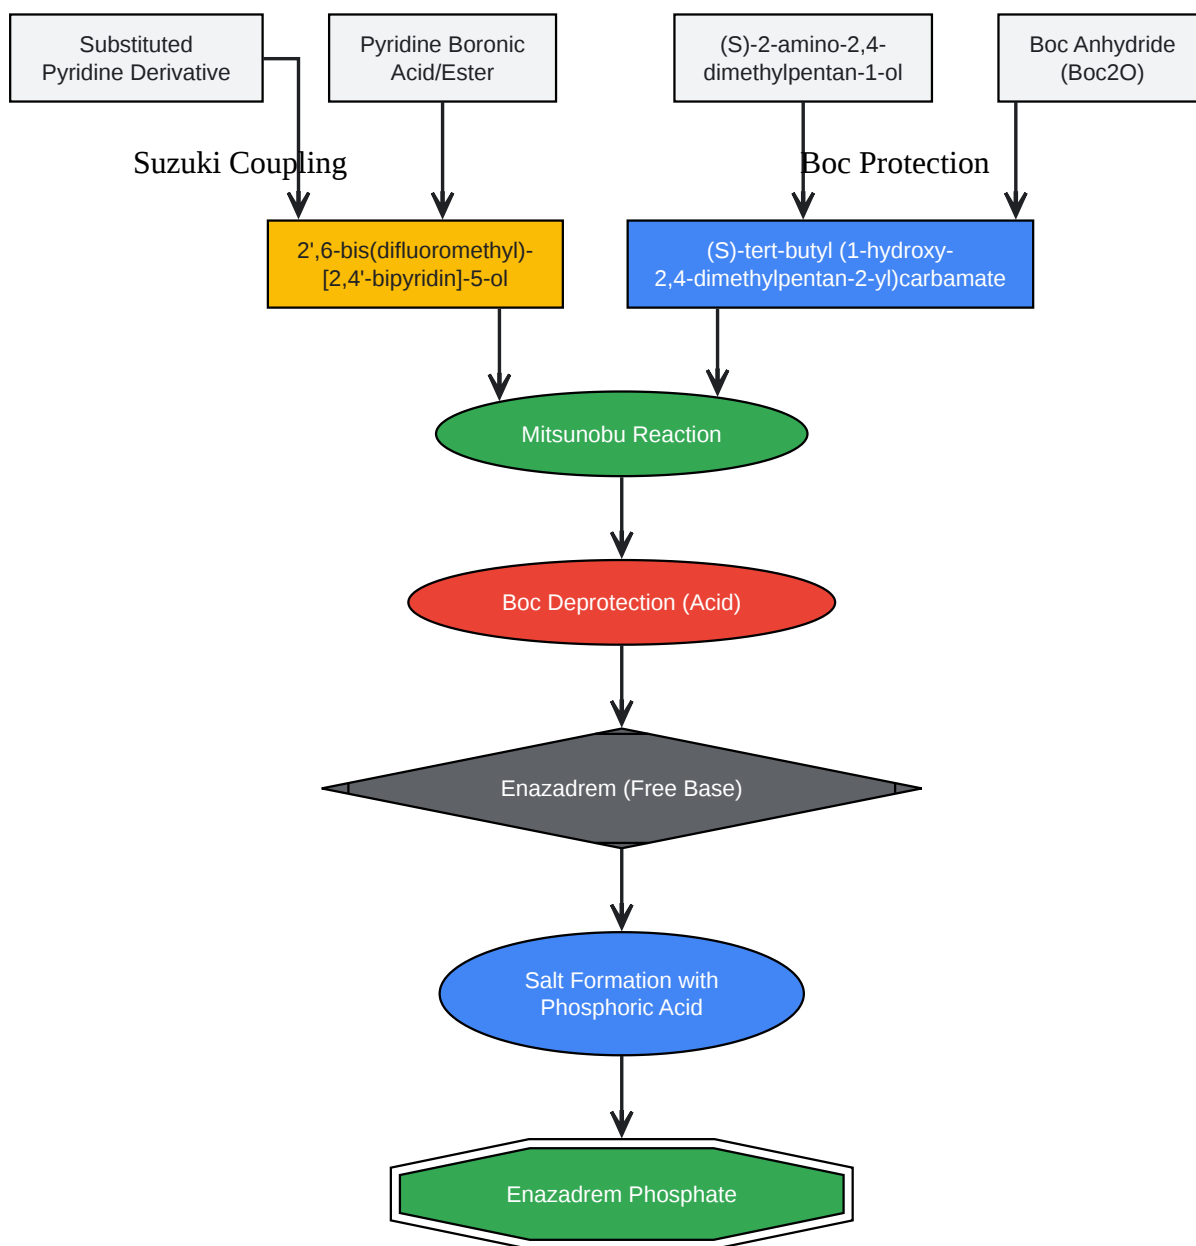 Substituted
Pyridine Derivative
Pyridine Boronic
Acid/Ester
(S)-2-amino-2,4-
dimethylpentan-1-ol
Boc Anhydride
(Boc2O)
Suzuki Coupling
Boc Protection
2',6-bis(difluoromethyl)-
[2,4'-bipyridin]-5-ol
(S)-tert-butyl (1-hydroxy-
2,4-dimethylpentan-2-yl)carbamate
Mitsunobu Reaction
Boc Deprotection (Acid)
Enazadrem (Free Base)
Salt Formation with
Phosphoric Acid
Enazadrem Phosphate